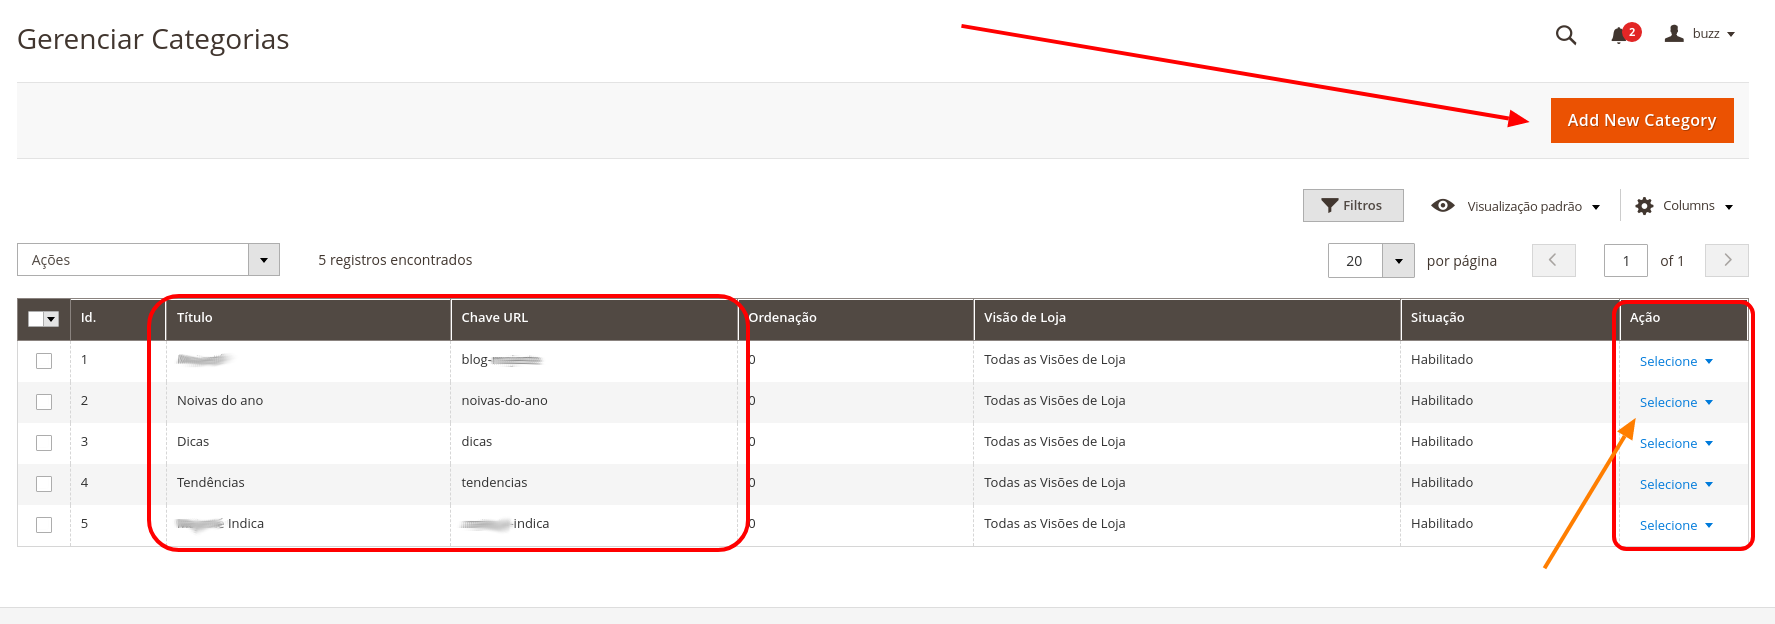 Gerenciar Categorias
2
buzz
Add New Category
Filtros
Visualização padrão
Columns
Ações
5 registros encontrados
20
por página
1
of 1
Id. Título Chave URL Ordenação Visão de Loja Situação Ação
1 blog- 0 Todas as Visões de Loja Habilitado Selecione
2 Noivas do ano noivas-do-ano 0 Todas as Visões de Loja Habilitado Selecione
3 Dicas dicas 0 Todas as Visões de Loja Habilitado Selecione
4 Tendências tendencias 0 Todas as Visões de Loja Habilitado Selecione
5 Indica -indica 0 Todas as Visões de Loja Habilitado Selecione